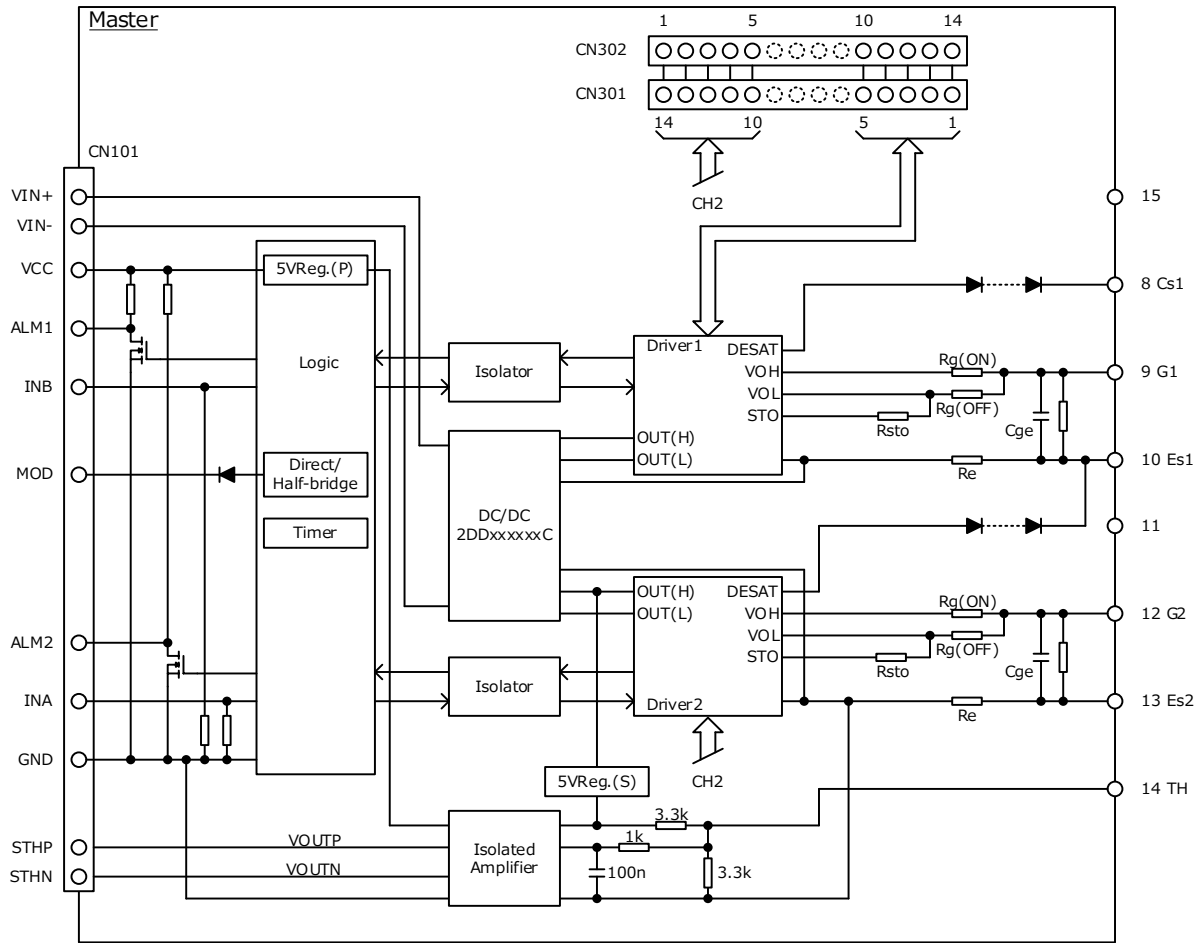 Master
1 5 10 14
CN302
CN301
14 10 5 1
CH2
CN101
VIN+
VIN-
VCC
ALM1
INB
MOD
ALM2
INA
GND
STHP
STHN
5VReg.(P)
Logic
Direct/
Half-bridge
Timer
Isolator
DC/DC
2DDxxxxxxC
Isolator
Driver1
DESAT
VOH
VOL
STO
OUT(H)
OUT(L)
Rg(ON)
Rg(OFF)
Rsto
Cge
Re
OUT(H)
OUT(L)
DESAT
VOH
VOL
STO
Driver2
Rg(ON)
Rg(OFF)
Rsto
Cge
Re
CH2
5VReg.(S)
VOUTP
VOUTN
Isolated
Amplifier
3.3k
1k
100n
3.3k
15
8 Cs1
9 G1
10 Es1
11
12 G2
13 Es2
14 TH